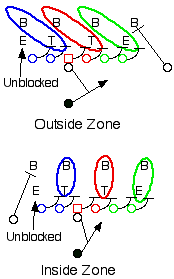 B B B B
E T T E
Unblocked
Outside Zone
B B B B
E T T E
Unblocked
Inside Zone